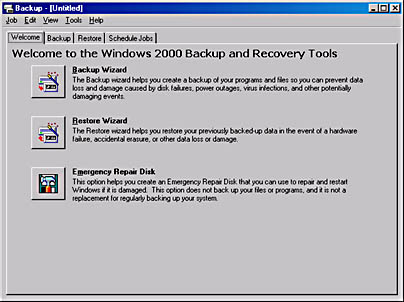 Backup - [Untitled]
Job Edit View Tools Help
Welcome Backup Restore Schedule Jobs
Welcome to the Windows 2000 Backup and Recovery Tools
Backup Wizard
The Backup wizard helps you create a backup of your programs and files so you can prevent data
loss and damage caused by disk failures, power outages, virus infections, and other potentially
damaging events.
Restore Wizard
The Restore wizard helps you restore your previously backed-up data in the event of a hardware
failure, accidental erasure, or other data loss or damage.
Emergency Repair Disk
This option helps you create an Emergency Repair Disk that you can use to repair and restart
Windows if it is damaged. This option does not back up your files or programs, and it is not a
replacement for regularly backing up your system.